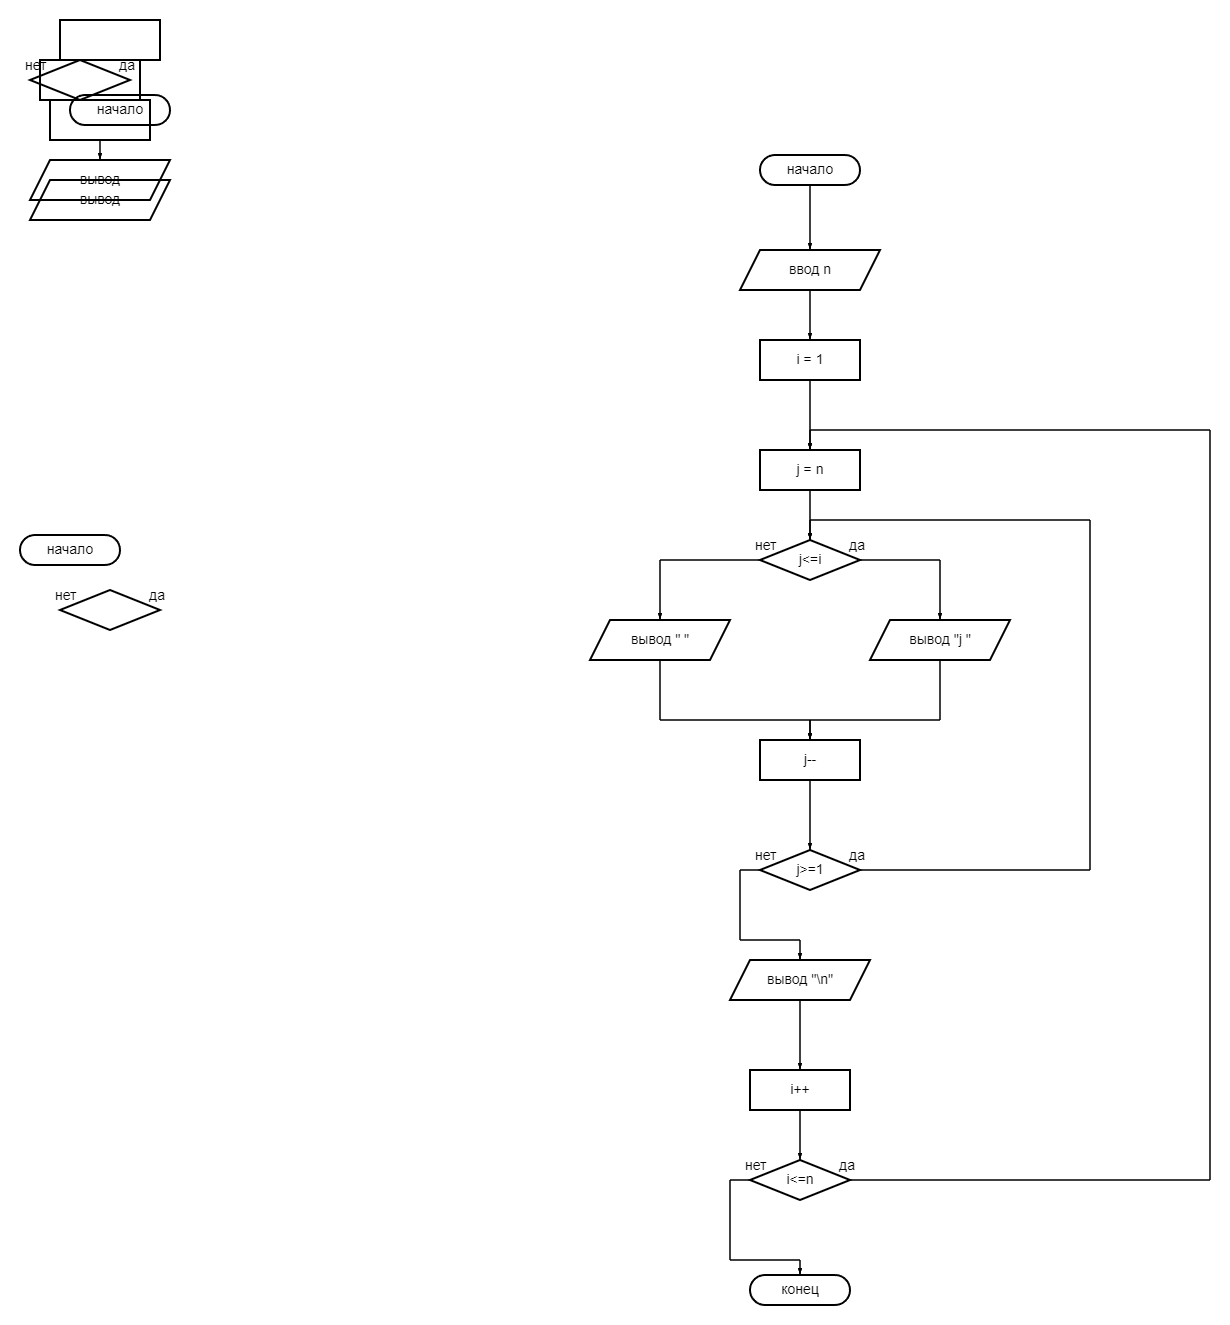 нет
да
начало
вывод
вывод
начало
ввод n
i = 1
j = n
начало
нет
да
j<=i
нет
да
вывод " "
вывод "j "
j--
нет
да
j>=1
вывод "\n"
i++
нет
да
i<=n
конец